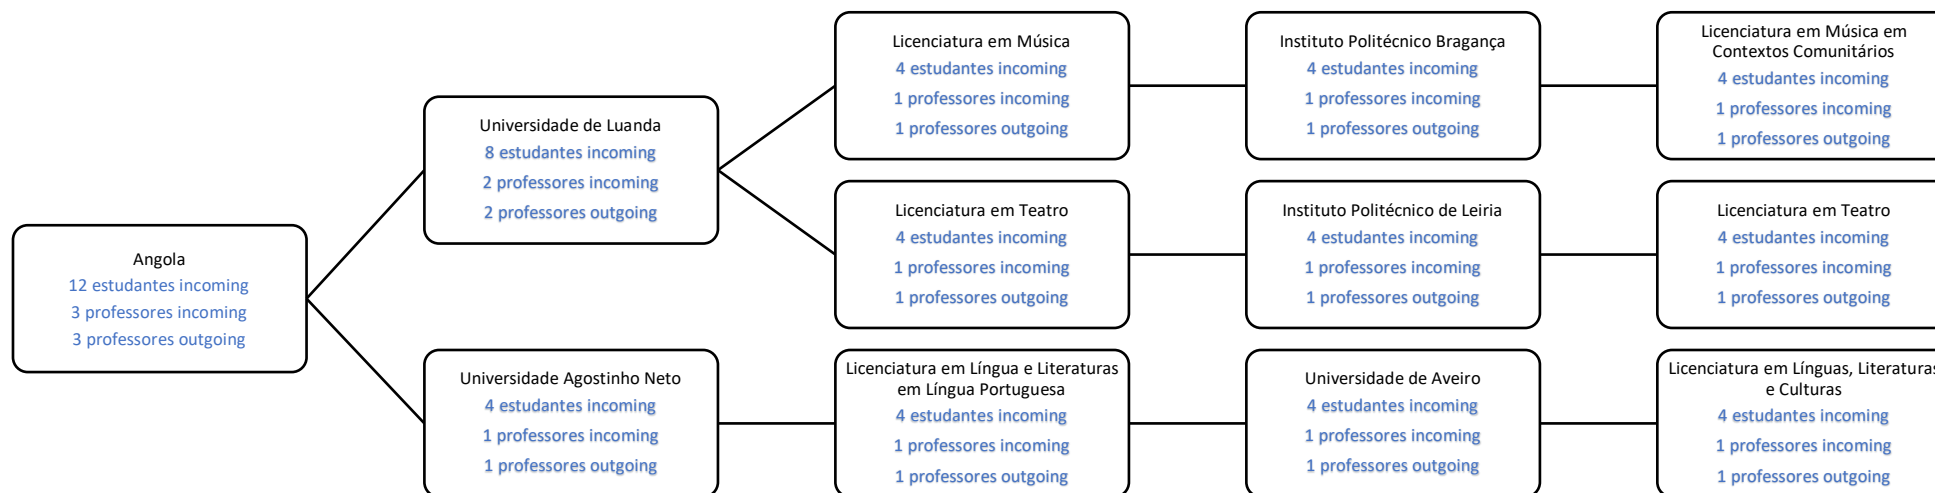 Angola
12 estudantes incoming
3 professores incoming
3 professores outgoing
Universidade de Luanda
8 estudantes incoming
2 professores incoming
2 professores outgoing
Universidade Agostinho Neto
4 estudantes incoming
1 professores incoming
1 professores outgoing
Licenciatura em Música
4 estudantes incoming
1 professores incoming
1 professores outgoing
Licenciatura em Teatro
4 estudantes incoming
1 professores incoming
1 professores outgoing
Licenciatura em Língua e Literaturas
em Língua Portuguesa
4 estudantes incoming
1 professores incoming
1 professores outgoing
Instituto Politécnico Bragança
4 estudantes incoming
1 professores incoming
1 professores outgoing
Instituto Politécnico de Leiria
4 estudantes incoming
1 professores incoming
1 professores outgoing
Universidade de Aveiro
4 estudantes incoming
1 professores incoming
1 professores outgoing
Licenciatura em Música em
Contextos Comunitários
4 estudantes incoming
1 professores incoming
1 professores outgoing
Licenciatura em Teatro
4 estudantes incoming
1 professores incoming
1 professores outgoing
Licenciatura em Línguas, Literaturas
e Culturas
4 estudantes incoming
1 professores incoming
1 professores outgoing